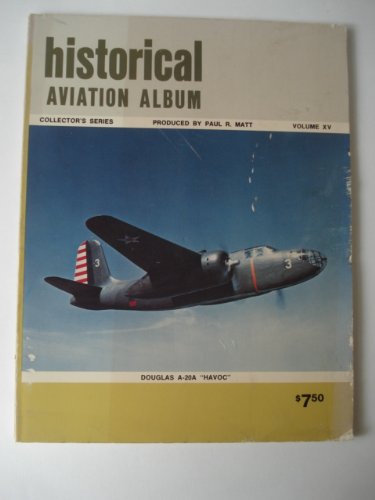 historical
AVIATION ALBUM
COLLECTOR'S SERIES PRODUCED BY PAUL R. MATT VOLUME XV
3
3
DOUGLAS A-20A "HAVOC"
$7.50